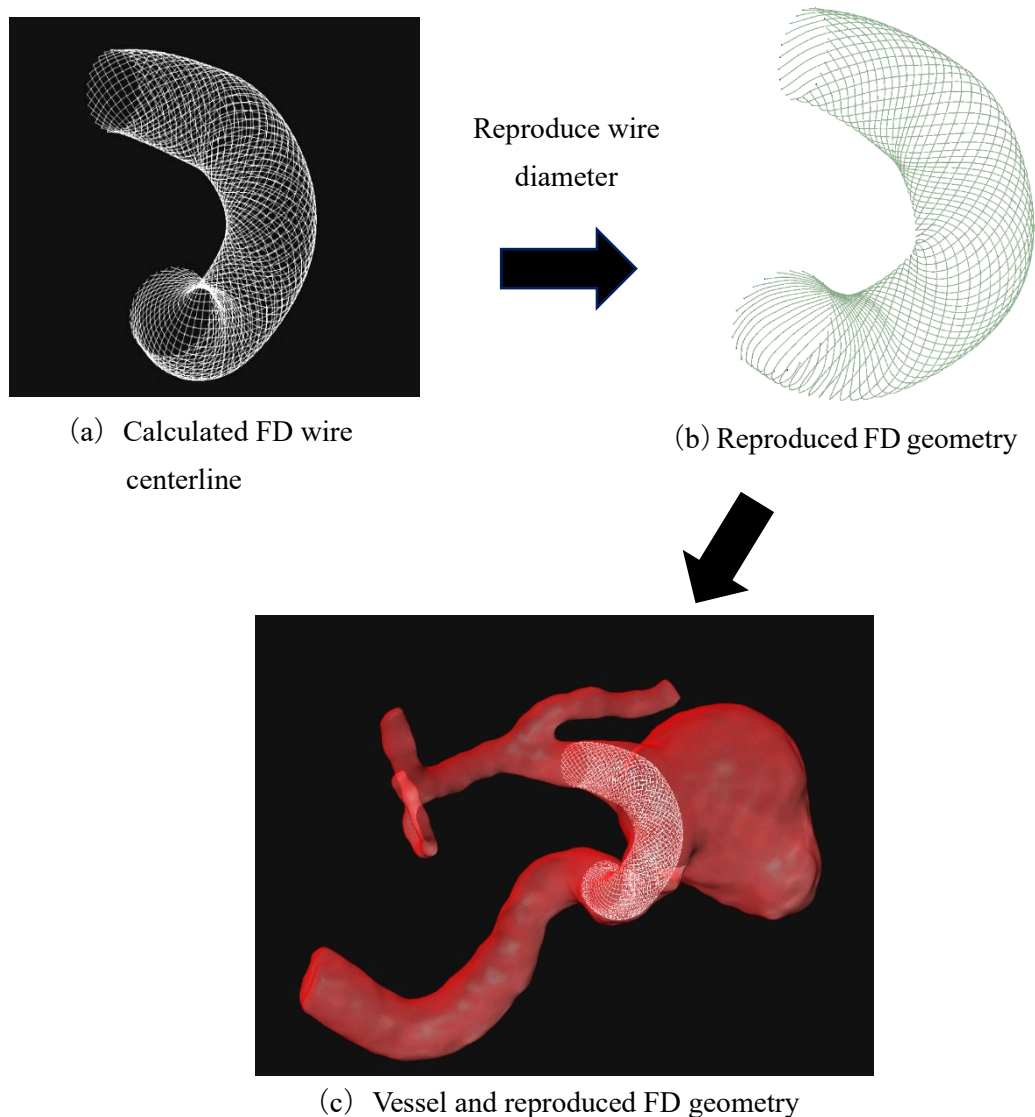 Reproduce wire
diameter
(a) Calculated FD wire
centerline
(b) Reproduced FD geometry
(c) Vessel and reproduced FD geometry